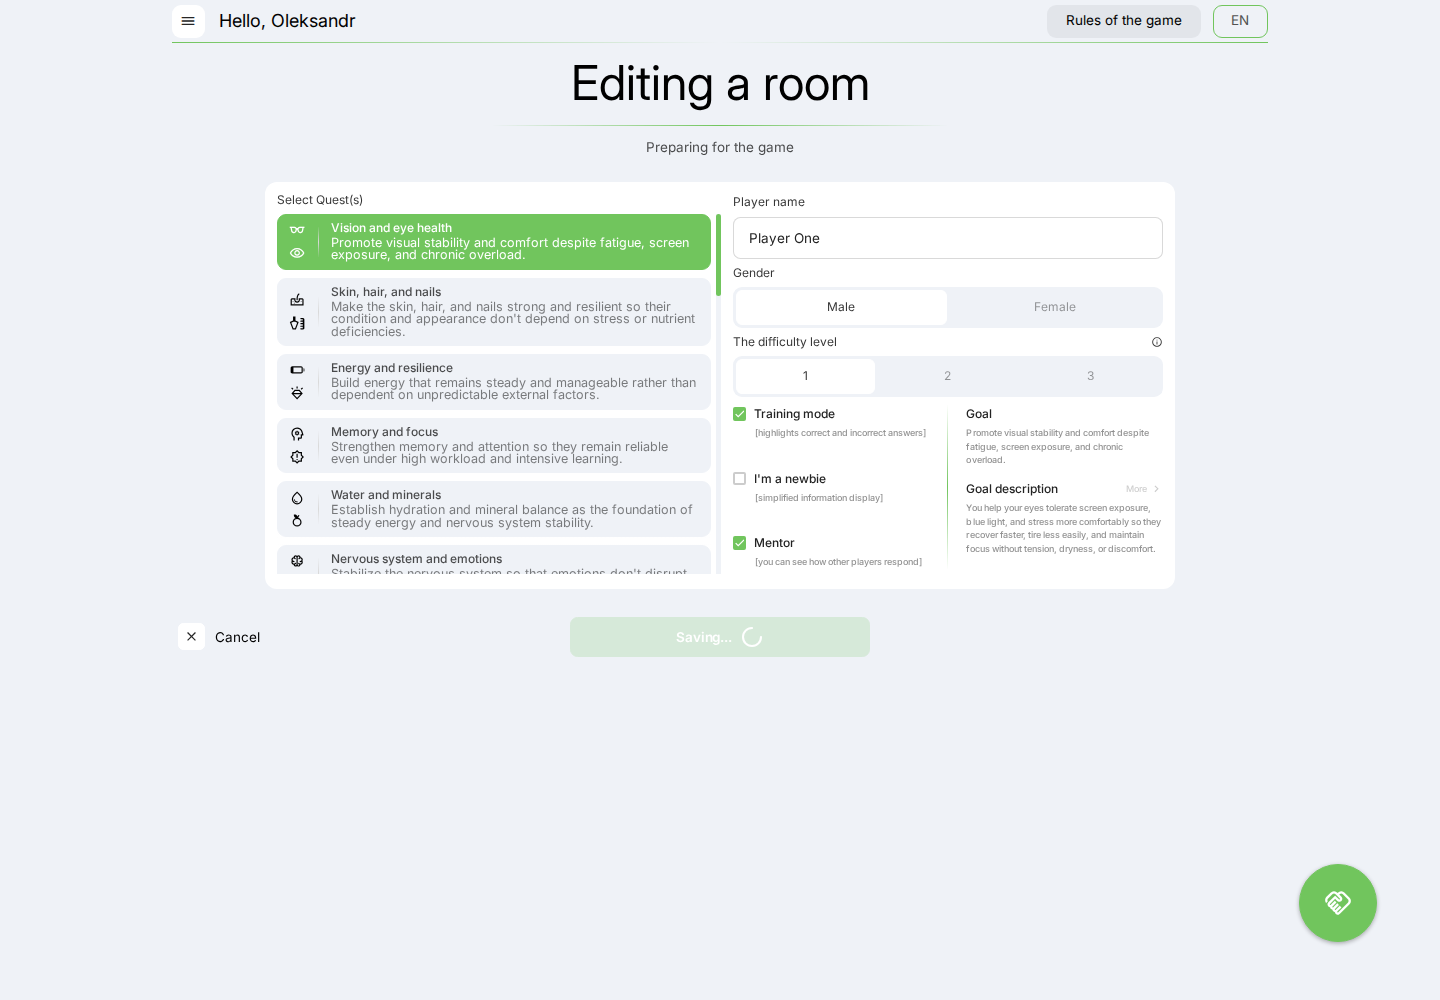 Hello, Oleksandr
Rules of the game
EN
Editing a room
Preparing for the game
Select Quest(s)
Vision and eye health
Promote visual stability and comfort despite fatigue, screen
exposure, and chronic overload.
Skin, hair, and nails
Make the skin, hair, and nails strong and resilient so their
condition and appearance don't depend on stress or nutrient
deficiencies.
Energy and resilience
Build energy that remains steady and manageable rather than
dependent on unpredictable external factors.
Memory and focus
Strengthen memory and attention so they remain reliable
even under high workload and intensive learning.
Water and minerals
Establish hydration and mineral balance as the foundation of
steady energy and nervous system stability.
Nervous system and emotions
Stabilize the nervous system so that emotions don't disrupt
Player name
Player One
Gender
Male
Female
The difficulty level
1
2
3
Training mode
[highlights correct and incorrect answers]
I'm a newbie
[simplified information display]
Mentor
[you can see how other players respond]
Goal
Promote visual stability and comfort despite
fatigue, screen exposure, and chronic
overload.
Goal description
More
You help your eyes tolerate screen exposure,
blue light, and stress more comfortably so they
recover faster, tire less easily, and maintain
focus without tension, dryness, or discomfort.
Cancel
Saving...